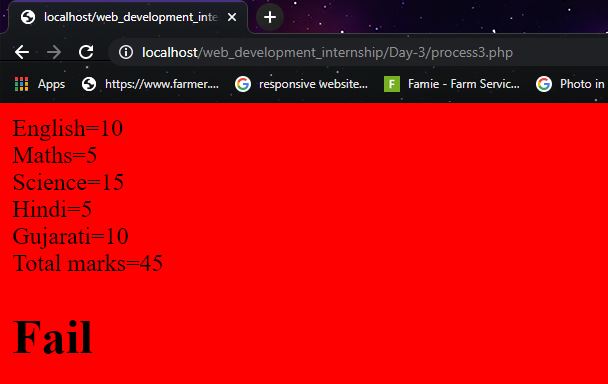 localhost/web_development_inte
localhost/web_development_internship/Day-3/process3.php
Apps
https://www.farmer....
responsive website...
Famie - Farm Servic...
Photo in
English=10
Maths=5
Science=15
Hindi=5
Gujarati=10
Total marks=45
Fail